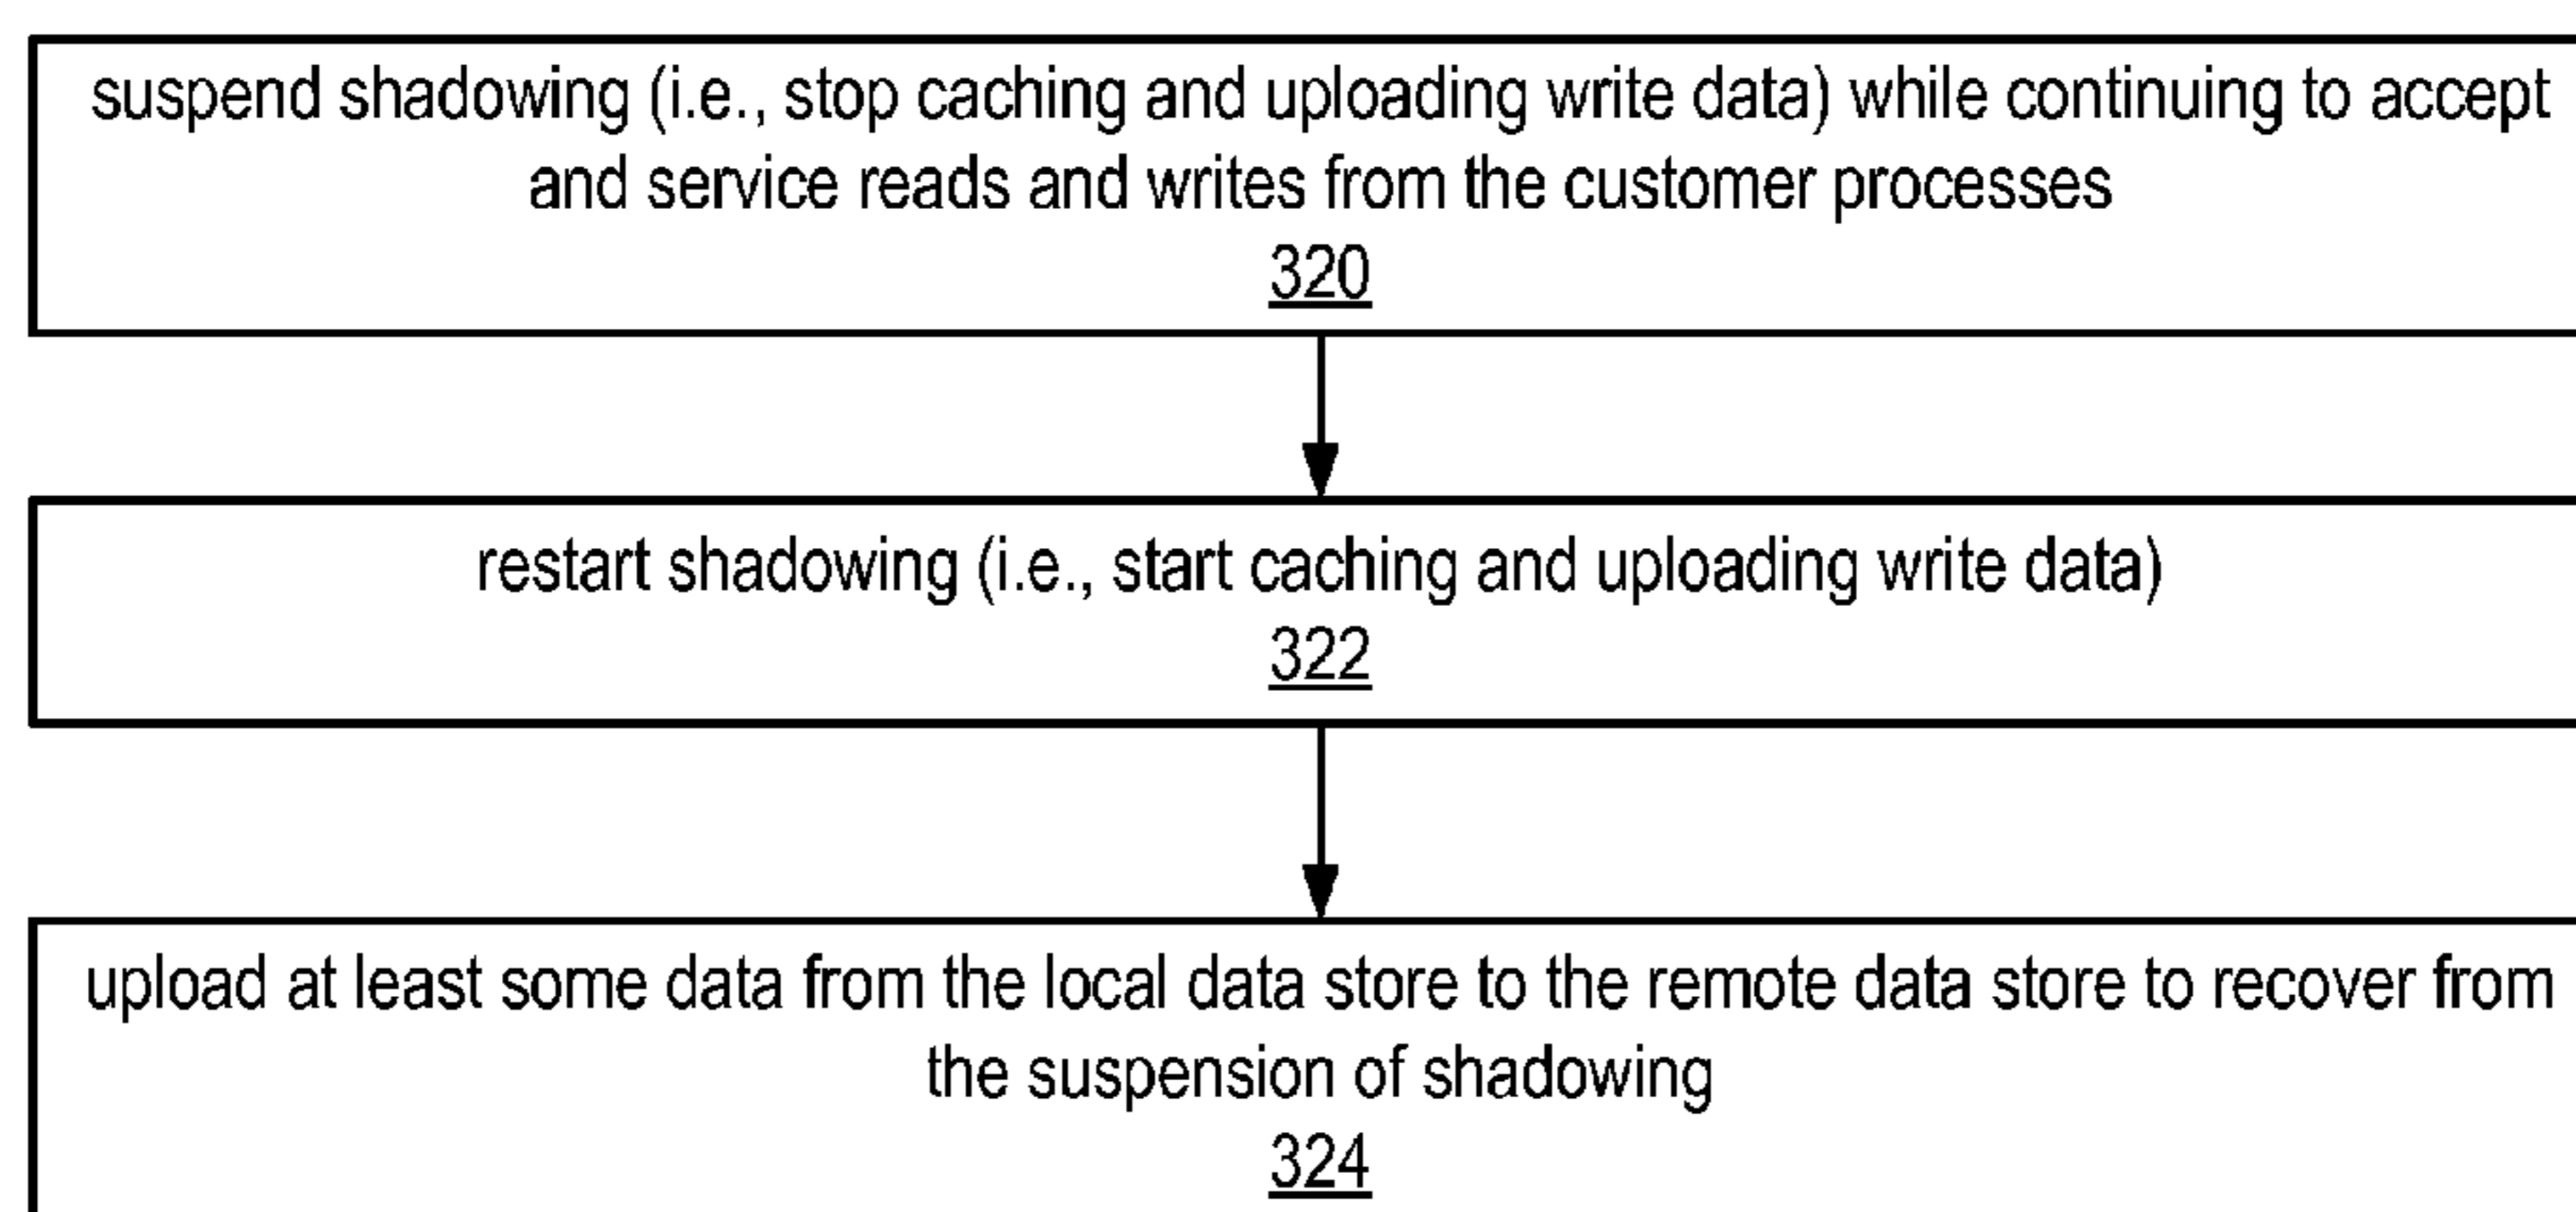 suspend shadowing (i.e., stop caching and uploading write data) while continuing to accept
and service reads and writes from the customer processes
320
restart shadowing (i.e., start caching and uploading write data)
322
upload at least some data from the local data store to the remote data store to recover from
the suspension of shadowing
324